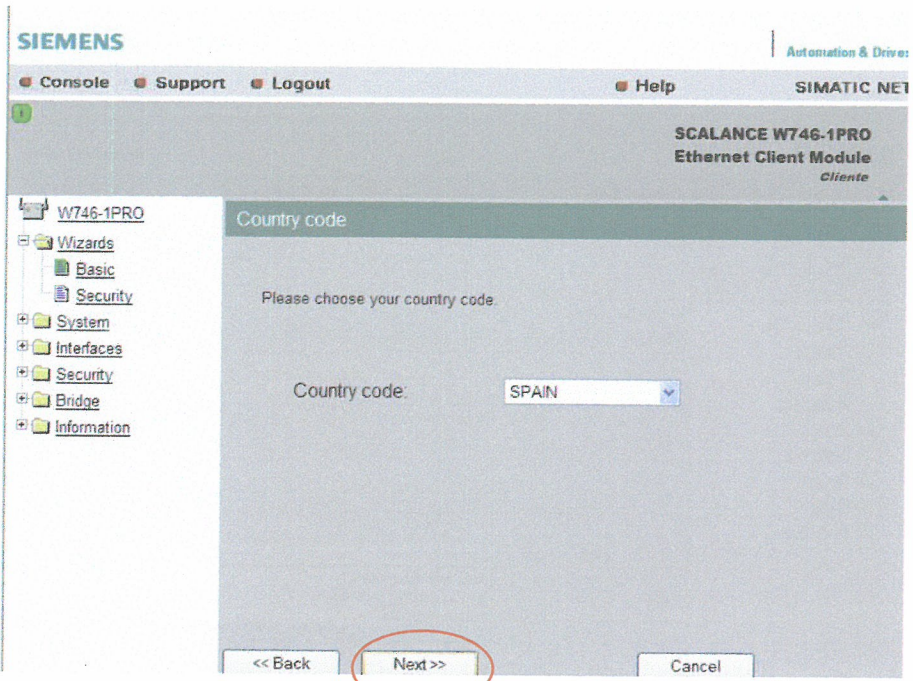 SIEMENS
Automation & Drives
Console Support Logout Help SIMATIC NET
SCALANCE W746-1PRO
Ethernet Client Module
Cliente
W746-1PRO
Country code
Wizards
Basic
Security
Please choose your country code.
System
Interfaces
Security
Country code: SPAIN
Bridge
Information
<< Back Next >> Cancel